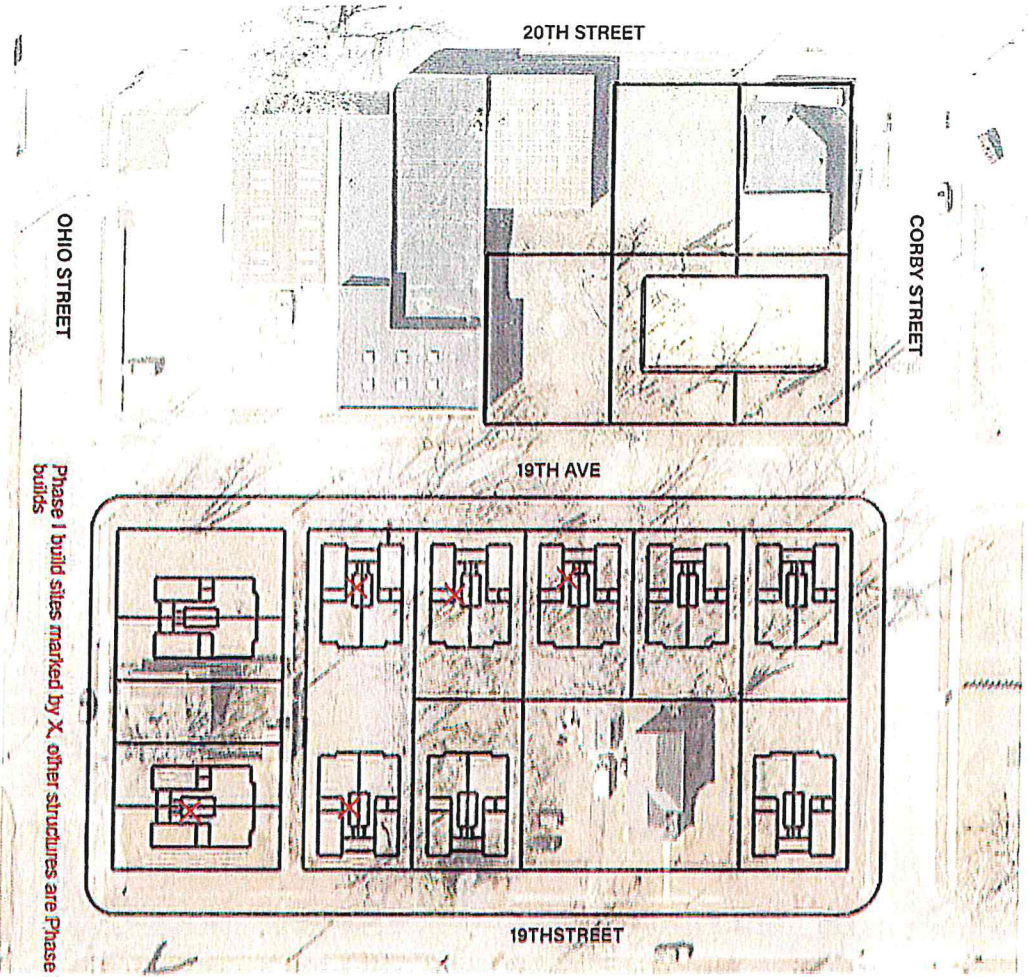 20TH STREET
OHIO STREET
CORBY STREET
19TH AVE
Phase I build sites marked by X, other structures are Phase
builds
19THSTREET